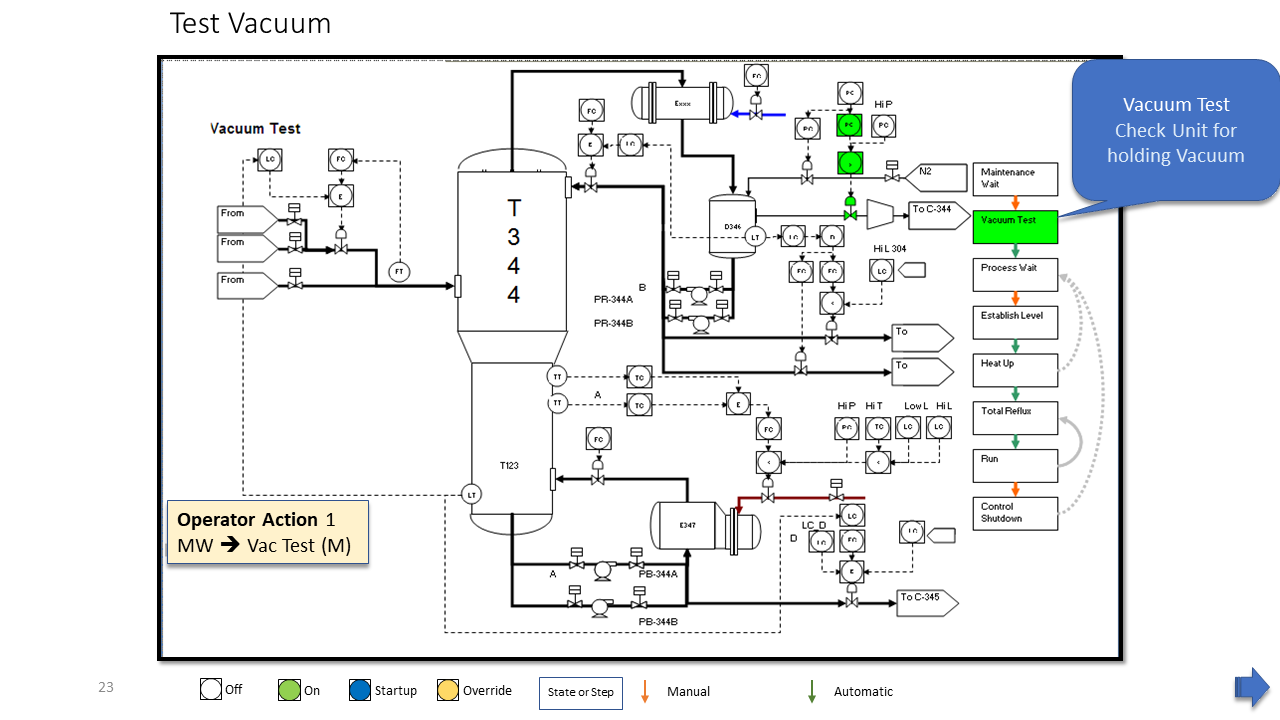 Test Vacuum
Vacuum Test
Vacuum Test
Check Unit for
holding Vacuum
LC
FC
E
From
From
From
FT
T
3
4
4
Exxx
FC
FC
E
LC
PC
PC
PC
Hi P
PC
<
N2
To C-344
D346
LT
LC
D
FC
FC
<
Hi L 304
LC
B
PR-344A
PR-344B
To
To
TT
TC
TT
TC
A
E
FC
<
Hi P
Hi T
Low L
Hi L
PC
TC
LC
LC
<
T123
FC
LT
E347
LC
LC_D
D
LC
FC
E
LC
A
PB-344A
PB-344B
To C-345
Maintenance
Wait
Vacuum Test
Process Wait
Establish Level
Heat Up
Total Reflux
Run
Control
Shutdown
Operator Action 1
MW 🡺 Vac Test (M)
23
Off
On
Startup
Override
State or Step
Manual
Automatic